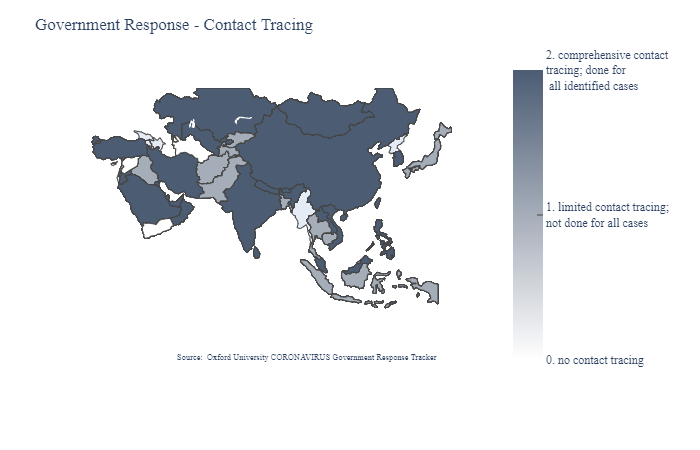 Government Response - Contact Tracing
2. comprehensive contact
tracing; done for
all identified cases
1. limited contact tracing;
not done for all cases
Source: Oxford University CORONAVIRUS Government Response Tracker
0. no contact tracing